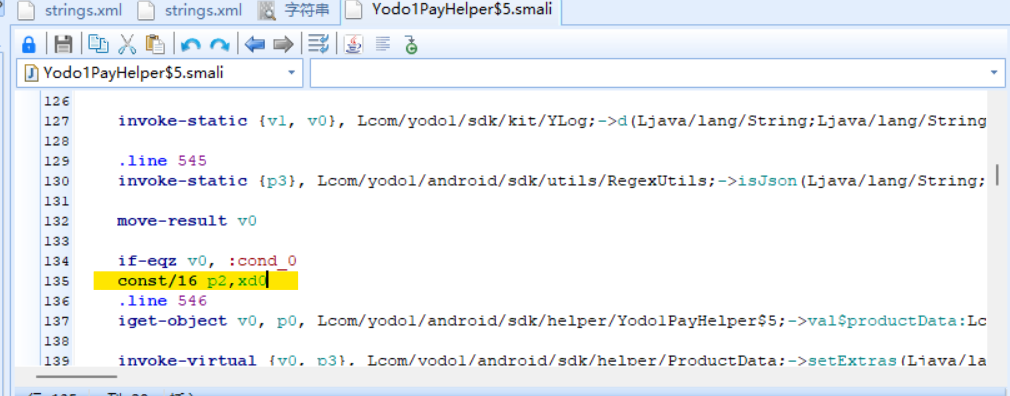 strings.xml strings.xml 字符串 Yodo1PayHelper$5.smali
Yodo1PayHelper$5.smali
126
127 invoke-static {v1, v0}, Lcom/yodo1/sdk/kit/YLog;->d(Ljava/lang/String;Ljava/lang/String
128
129 .line 545
130 invoke-static {p3}, Lcom/yodo1/android/sdk/utils/RegexUtils;->isJson(Ljava/lang/String;
131
132 move-result v0
133
134 if-eqz v0, :cond_0
135 const/16 p2,xd0
136 .line 546
137 iget-object v0, p0, Lcom/yodo1/android/sdk/helper/Yodo1PayHelper$5;->val$productData:Lc
138
139 invoke-virtual {v0, p3}, Lcom/yodo1/android/sdk/helper/ProductData;->setExtras(Ljava/la